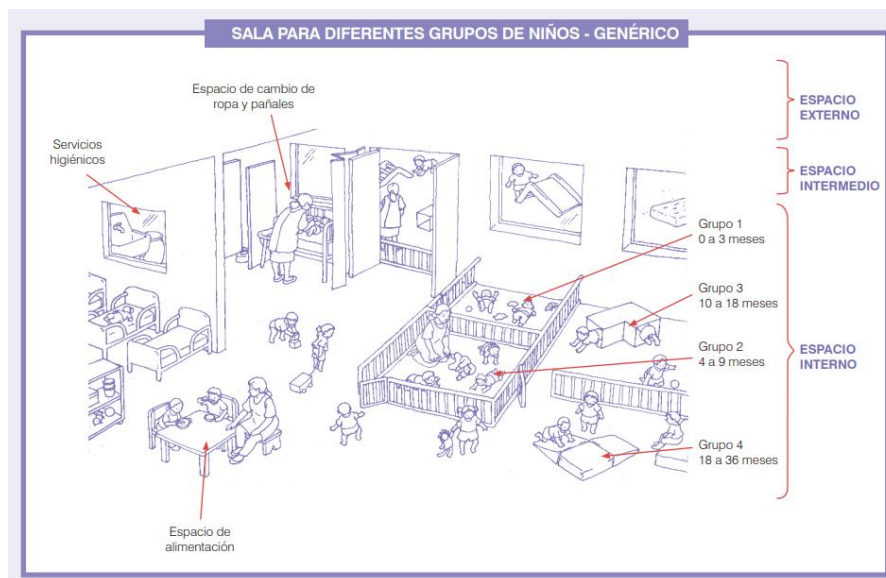 SALA PARA DIFERENTES GRUPOS DE NIÑOS - GENÉRICO
Espacio de cambio de
ropa y pañales
Servicios
higiénicos
ESPACIO
EXTERNO
ESPACIO
INTERMEDIO
Grupo 1
0 a 3 meses
Grupo 3
10 a 18 meses
Grupo 2
4 a 9 meses
ESPACIO
INTERNO
Grupo 4
18 a 36 meses
Espacio de
alimentación